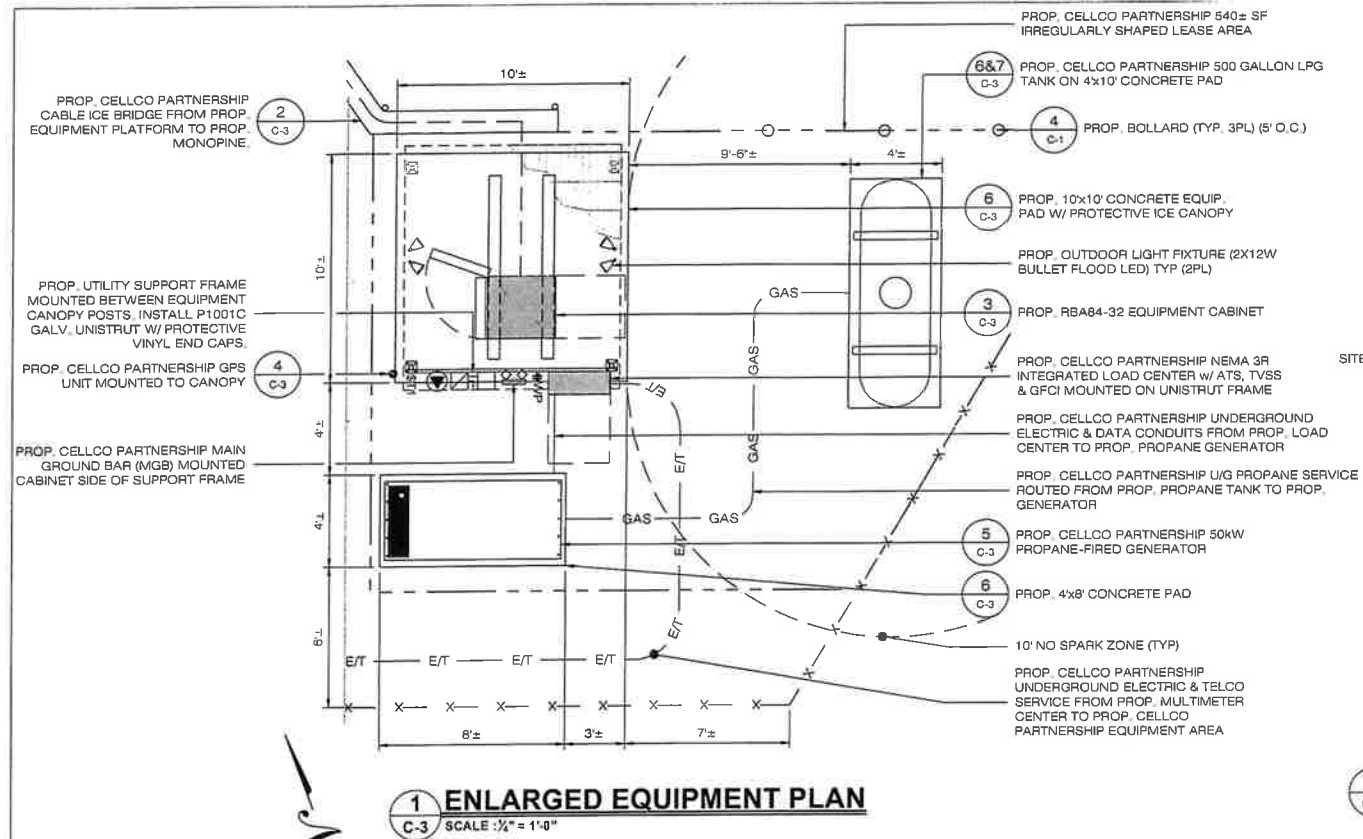 PROP. CELLCO PARTNERSHIP
CABLE ICE BRIDGE FROM PROP.
EQUIPMENT PLATFORM TO PROP.
MONOPINE.
2
C-3
10'±
PROP. CELLCO PARTNERSHIP 540± SF
IRREGULARLY SHAPED LEASE AREA
6&7
C-3
PROP. CELLCO PARTNERSHIP 500 GALLON LPG
TANK ON 4'x10' CONCRETE PAD
4
C-1
PROP. BOLLARD (TYP. 3PL) (5' O.C.)
9'-6"±
4'±
6
C-3
PROP. 10'x10' CONCRETE EQUIP.
PAD W/ PROTECTIVE ICE CANOPY
PROP. OUTDOOR LIGHT FIXTURE (2X12W
BULLET FLOOD LED) TYP (2PL)
10'±
PROP. UTILITY SUPPORT FRAME
MOUNTED BETWEEN EQUIPMENT
CANOPY POSTS. INSTALL P1001C
GALV. UNISTRUT W/ PROTECTIVE
VINYL END CAPS.
GAS
GAS
GAS
3
C-3
PROP. RBA84-32 EQUIPMENT CABINET
PROP. CELLCO PARTNERSHIP GPS
UNIT MOUNTED TO CANOPY
4
C-3
PROP. CELLCO PARTNERSHIP NEMA 3R
INTEGRATED LOAD CENTER w/ ATS, TVSS
& GFCI MOUNTED ON UNISTRUT FRAME
SITE
WP
E/T
E/T
4'±
PROP. CELLCO PARTNERSHIP MAIN
GROUND BAR (MGB) MOUNTED
CABINET SIDE OF SUPPORT FRAME
PROP. CELLCO PARTNERSHIP UNDERGROUND
ELECTRIC & DATA CONDUITS FROM PROP. LOAD
CENTER TO PROP. PROPANE GENERATOR
PROP. CELLCO PARTNERSHIP U/G PROPANE SERVICE
ROUTED FROM PROP. PROPANE TANK TO PROP.
GENERATOR
4'±
GAS GAS
E/T
5
C-3
PROP. CELLCO PARTNERSHIP 50kW
PROPANE-FIRED GENERATOR
6
C-3
PROP. 4'x8' CONCRETE PAD
6'±
E/T
10' NO SPARK ZONE (TYP)
E/T E/T E/T E/T
PROP. CELLCO PARTNERSHIP
UNDERGROUND ELECTRIC & TELCO
SERVICE FROM PROP. MULTIMETER
CENTER TO PROP. CELLCO
PARTNERSHIP EQUIPMENT AREA
8'± 3'± 7'±
1
C-3
ENLARGED EQUIPMENT PLAN
SCALE : ¼" = 1'-0"